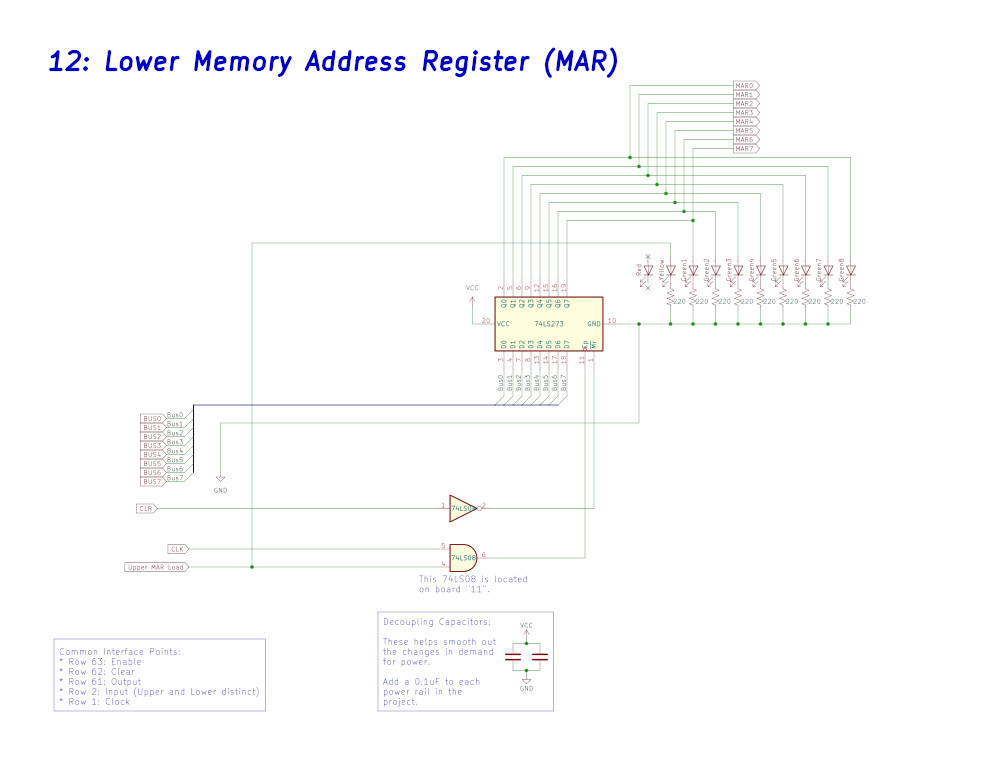 12: Lower Memory Address Register (MAR)
MAR0
MAR1
MAR2
MAR3
MAR4
MAR5
MAR6
MAR7
Red
Yellow
Green1
Green2
Green3
Green4
Green5
Green6
Green7
Green8
220 220 220 220 220 220 220 220 220
2 5 6 9 12 15 16 19
Q0 Q1 Q2 Q3 Q4 Q5 Q6 Q7
VCC
20 VCC 74LS273 GND 10
D0 D1 D2 D3 D4 D5 D6 D7 Cp Mr
3 4 7 8 13 14 17 18 11 1
Bus0 Bus1 Bus2 Bus3 Bus4 Bus5 Bus6 Bus7
BUS0 Bus0
BUS1 Bus1
BUS2 Bus2
BUS3 Bus3
BUS4 Bus4
BUS5 Bus5
BUS6 Bus6
BUS7 Bus7
GND
CLR 1 74LS04 2
CLK 5 74LS08 6
Upper MAR Load 4
This 74LS08 is located
on board "11".
Decoupling Capacitors:
These helps smooth out
the changes in demand
for power.
Add a 0.1uF to each
power rail in the
project.
VCC
GND
Common Interface Points:
* Row 63: Enable
* Row 62: Clear
* Row 61: Output
* Row 2: Input (Upper and Lower distinct)
* Row 1: Clock